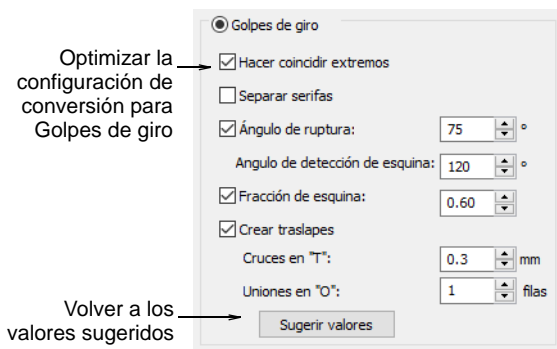 Golpes de giro
Optimizar la
configuración de
conversión para
Golpes de giro
Hacer coincidir extremos
Separar serifas
Ángulo de ruptura: 75 °
Angulo de detección de esquina: 120 °
Fracción de esquina: 0.60
Crear traslapes
Cruces en "T": 0.3 mm
Uniones en "O": 1 filas
Volver a los
valores sugeridos
Sugerir valores